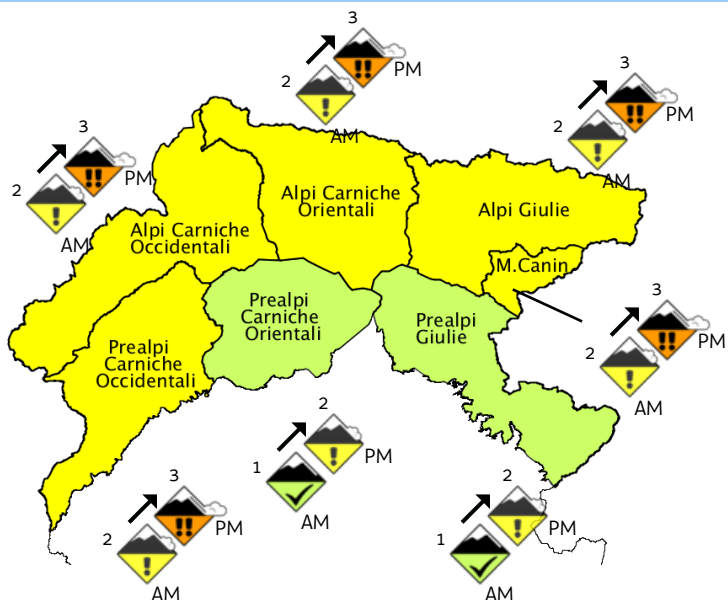 3
2
PM
AM
3
2
PM
AM
3
2
PM
AM
Alpi Carniche
Orientali
Alpi Giulie
Alpi Carniche
Occidentali
M.Canin
Prealpi
Carniche
Orientali
Prealpi
Giulie
Prealpi
Carniche
Occidentali
3
2
PM
AM
2
1
PM
AM
3
2
PM
AM
2
1
PM
AM